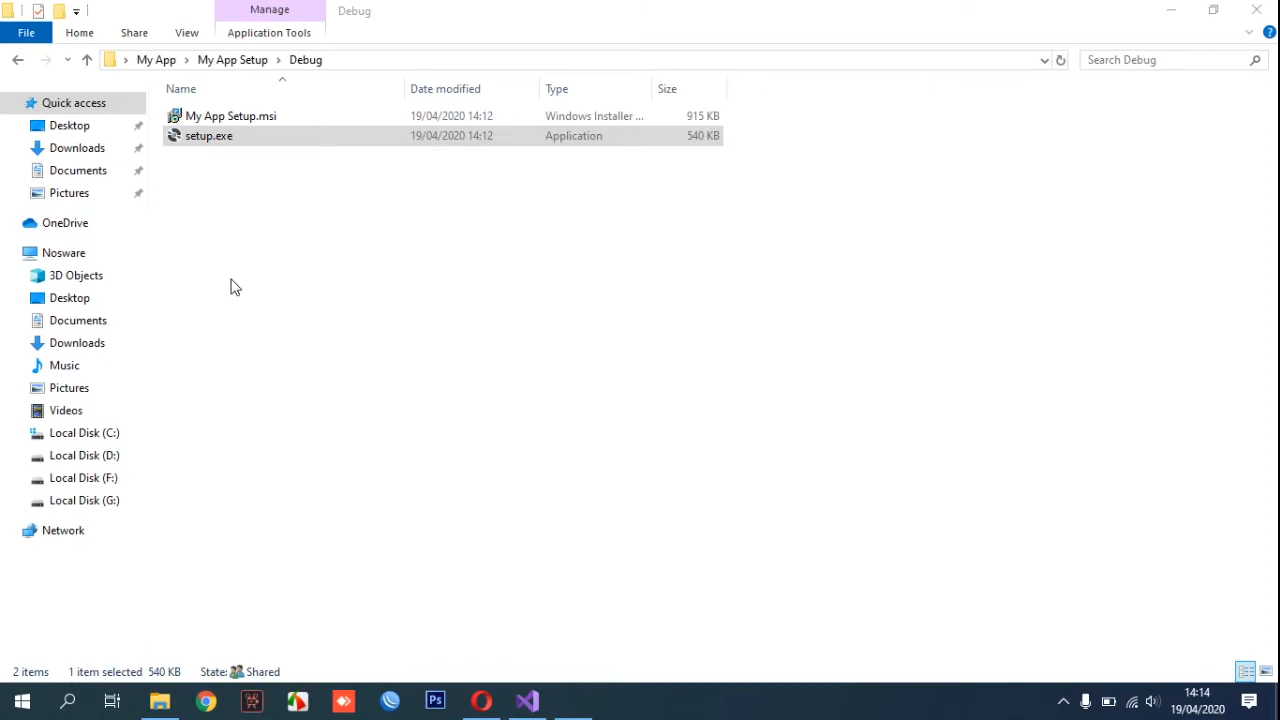 Manage
Debug
File
Home
Share
View
Application Tools
My App
My App Setup
Debug
Search Debug
Name
Date modified
Type
Size
My App Setup.msi
19/04/2020 14:12
Windows Installer ...
915 KB
setup.exe
19/04/2020 14:12
Application
540 KB
Quick access
Desktop
Downloads
Documents
Pictures
OneDrive
Nosware
3D Objects
Desktop
Documents
Downloads
Music
Pictures
Videos
Local Disk (C:)
Local Disk (D:)
Local Disk (F:)
Local Disk (G:)
Network
2 items
1 item selected 540 KB
State: Shared
Ps
14:14
19/04/2020